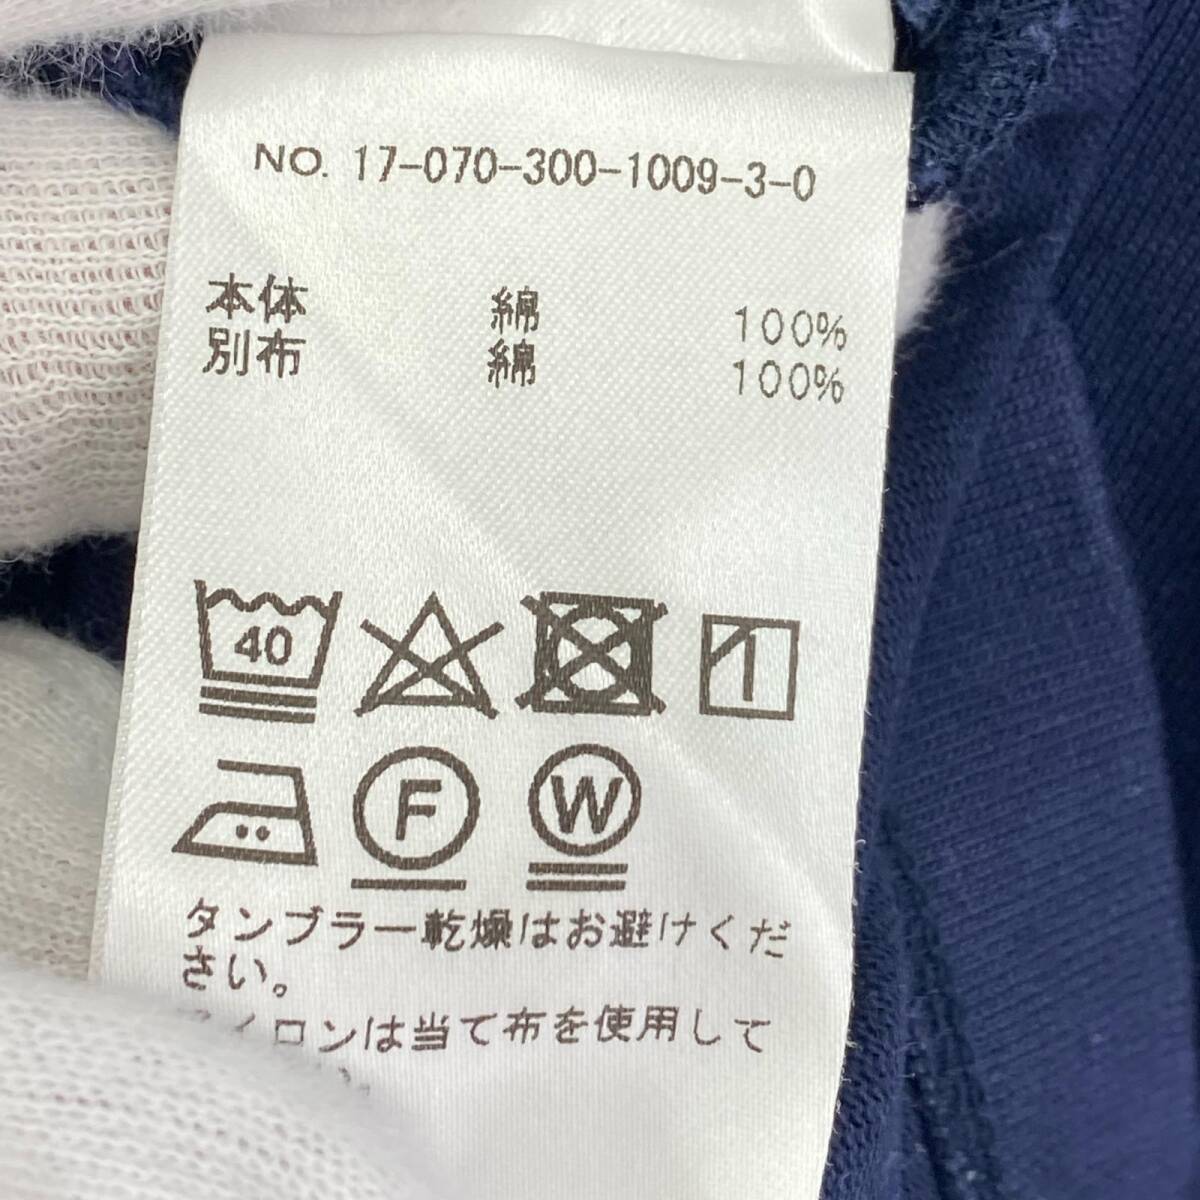 NO. 17-070-300-1009-3-0
本体 綿 100%
別布 綿 100%
40
F W
タンブラー乾燥はお避けくだ
さい。
イロンは当て布を使用して